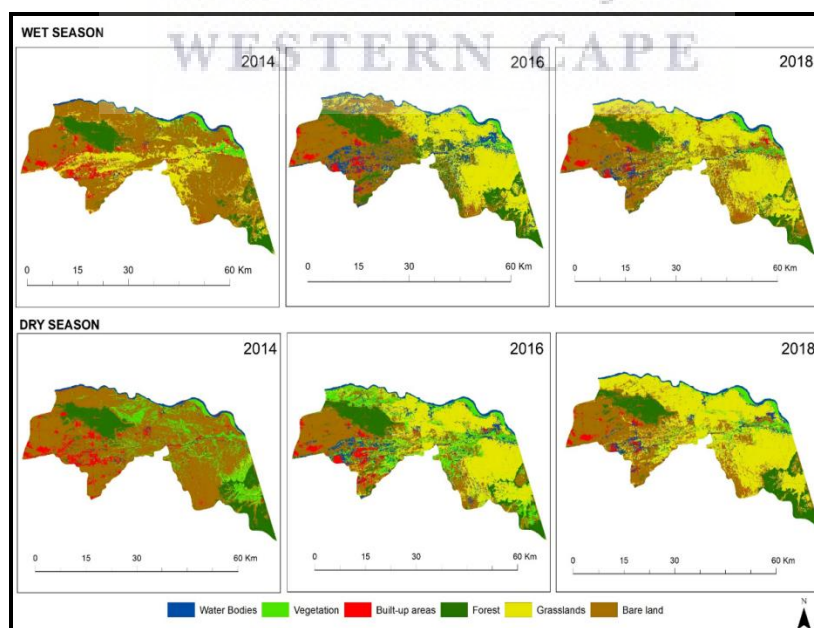 WESTERN CAPE
WET SEASON
2014
2016
2018
0 15 30 60 Km
0 15 30 60 Km
0 15 30 60 Km
DRY SEASON
2014
2016
2018
0 15 30 60 Km
0 15 30 60 Km
0 15 30 60 Km
Water Bodies Vegetation Built-up areas Forest Grasslands Bare land
N